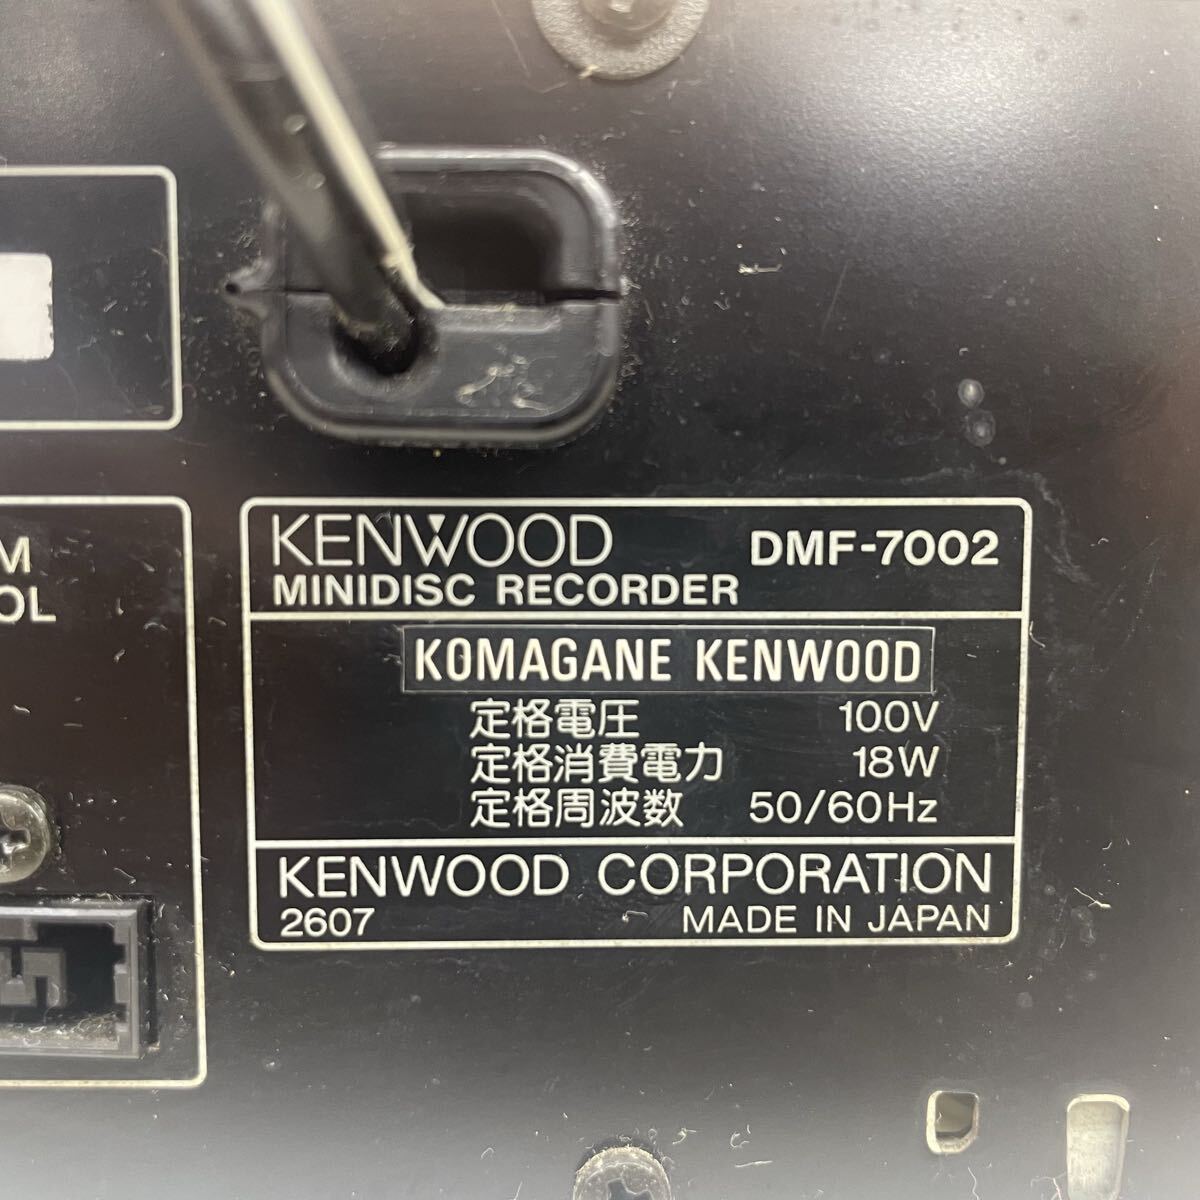 KENWOOD DMF-7002
MINIDISC RECORDER
KOMAGANE KENWOOD
定格電圧 100V
定格消費電力 18W
定格周波数 50/60Hz
KENWOOD CORPORATION
2607 MADE IN JAPAN